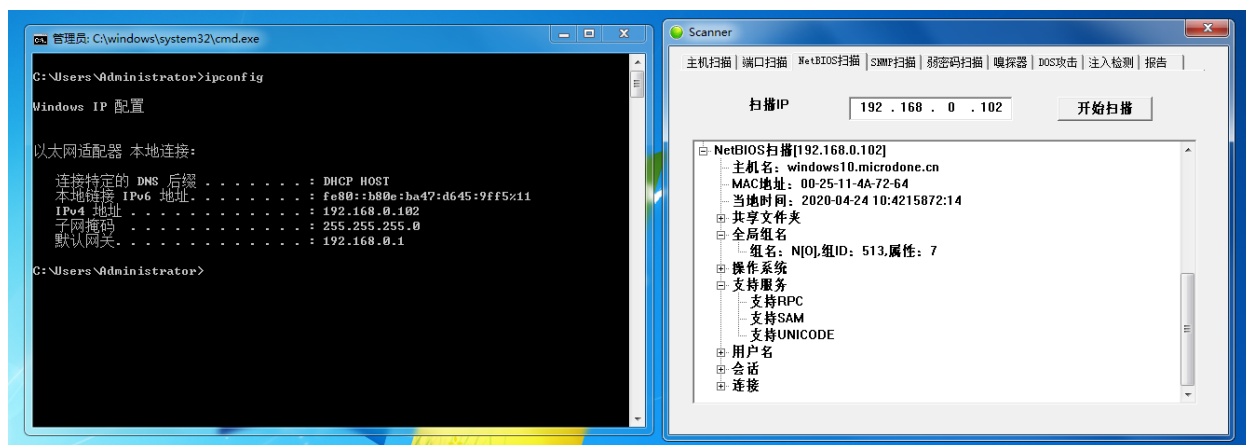 管理员: C:\windows\system32\cmd.exe
C:\Users\Administrator>ipconfig
Windows IP 配置
以太网适配器 本地连接:
连接特定的 DNS 后缀 . . . . . . . : DHCP HOST
本地链接 IPv6 地址. . . . . . . . : fe80::b80e:ba47:d645:9ff5%11
IPv4 地址 . . . . . . . . . . . . : 192.168.0.102
子网掩码 . . . . . . . . . . . . : 255.255.255.0
默认网关. . . . . . . . . . . . . : 192.168.0.1
C:\Users\Administrator>
Scanner
主机扫描 端口扫描 NetBIOS扫描 SNMP扫描 弱密码扫描 嗅探器 DOS攻击 注入检测 报告
扫描IP 192 . 168 . 0 . 102 开始扫描
NetBIOS扫描[192.168.0.102]
主机名: windows10.microdone.cn
MAC地址: 00-25-11-4A-72-64
当地时间: 2020-04-24 10:4215872:14
共享文件夹
全局组名
组名: N[O],组ID: 513,属性: 7
操作系统
支持服务
支持RPC
支持SAM
支持UNICODE
用户名
会话
连接